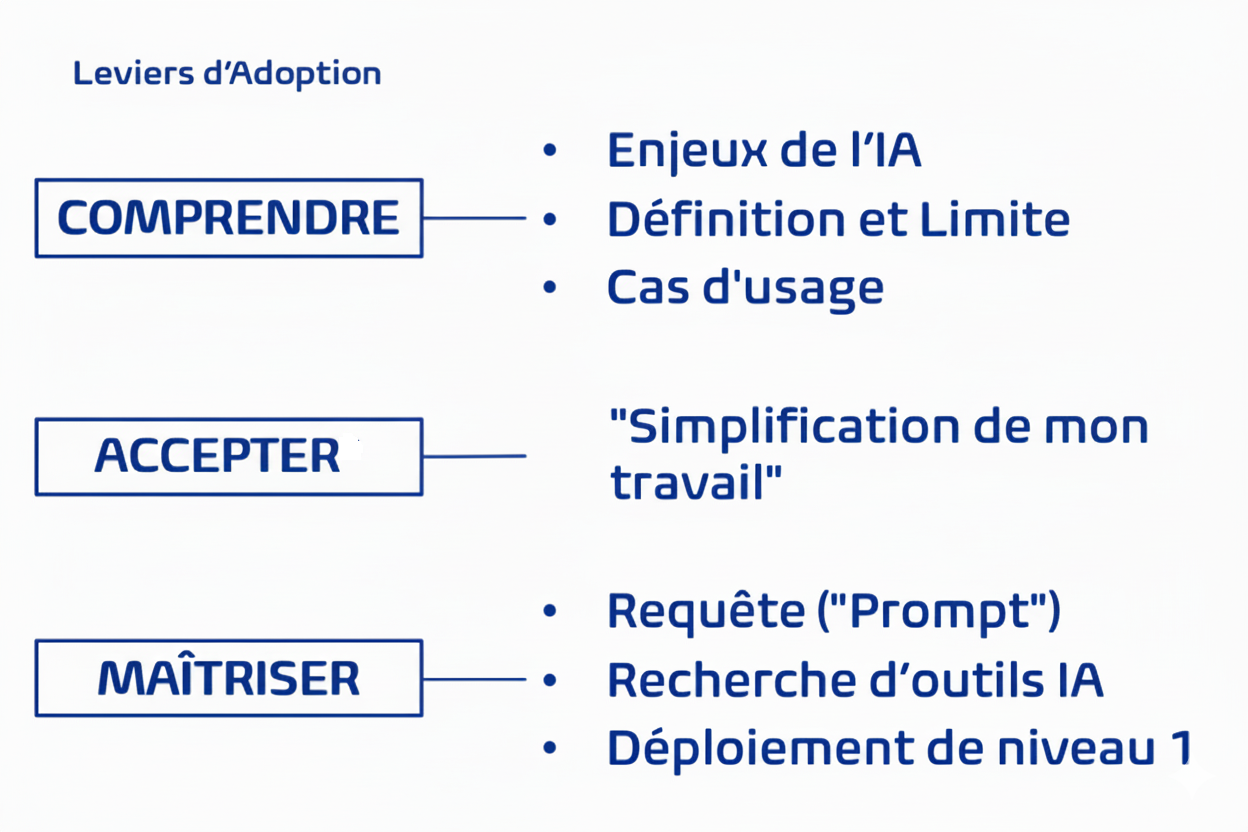 Leviers d’Adoption
COMPRENDRE
• Enjeux de l’IA
• Définition et Limite
• Cas d'usage
ACCEPTER
"Simplification de mon
travail"
MAÎTRISER
• Requête ("Prompt")
• Recherche d’outils IA
• Déploiement de niveau 1